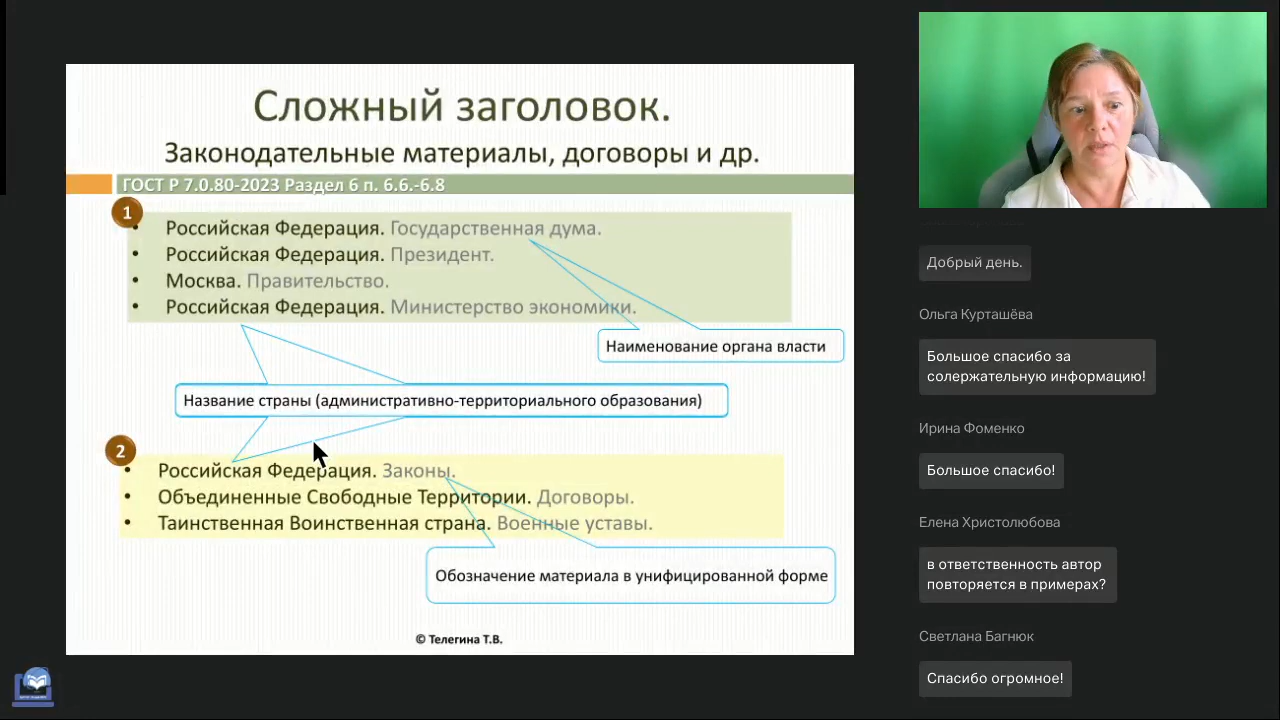 Сложный заголовок.
Законодательные материалы, договоры и др.
ГОСТ Р 7.0.80-2023 Раздел 6 п. 6.6.-6.8
1
• Российская Федерация. Государственная дума.
• Российская Федерация. Президент.
• Москва. Правительство.
• Российская Федерация. Министерство экономики.
Наименование органа власти
Название страны (административно-территориального образования)
2
• Российская Федерация. Законы.
• Объединенные Свободные Территории. Договоры.
• Таинственная Воинственная страна. Военные уставы.
Обозначение материала в унифицированной форме
© Телегина Т.В.
Добрый день.
Ольга Курташёва
Большое спасибо за
солержательную информацию!
Ирина Фоменко
Большое спасибо!
Елена Христолюбова
в ответственность автор
повторяется в примерах?
Светлана Багнюк
Спасибо огромное!